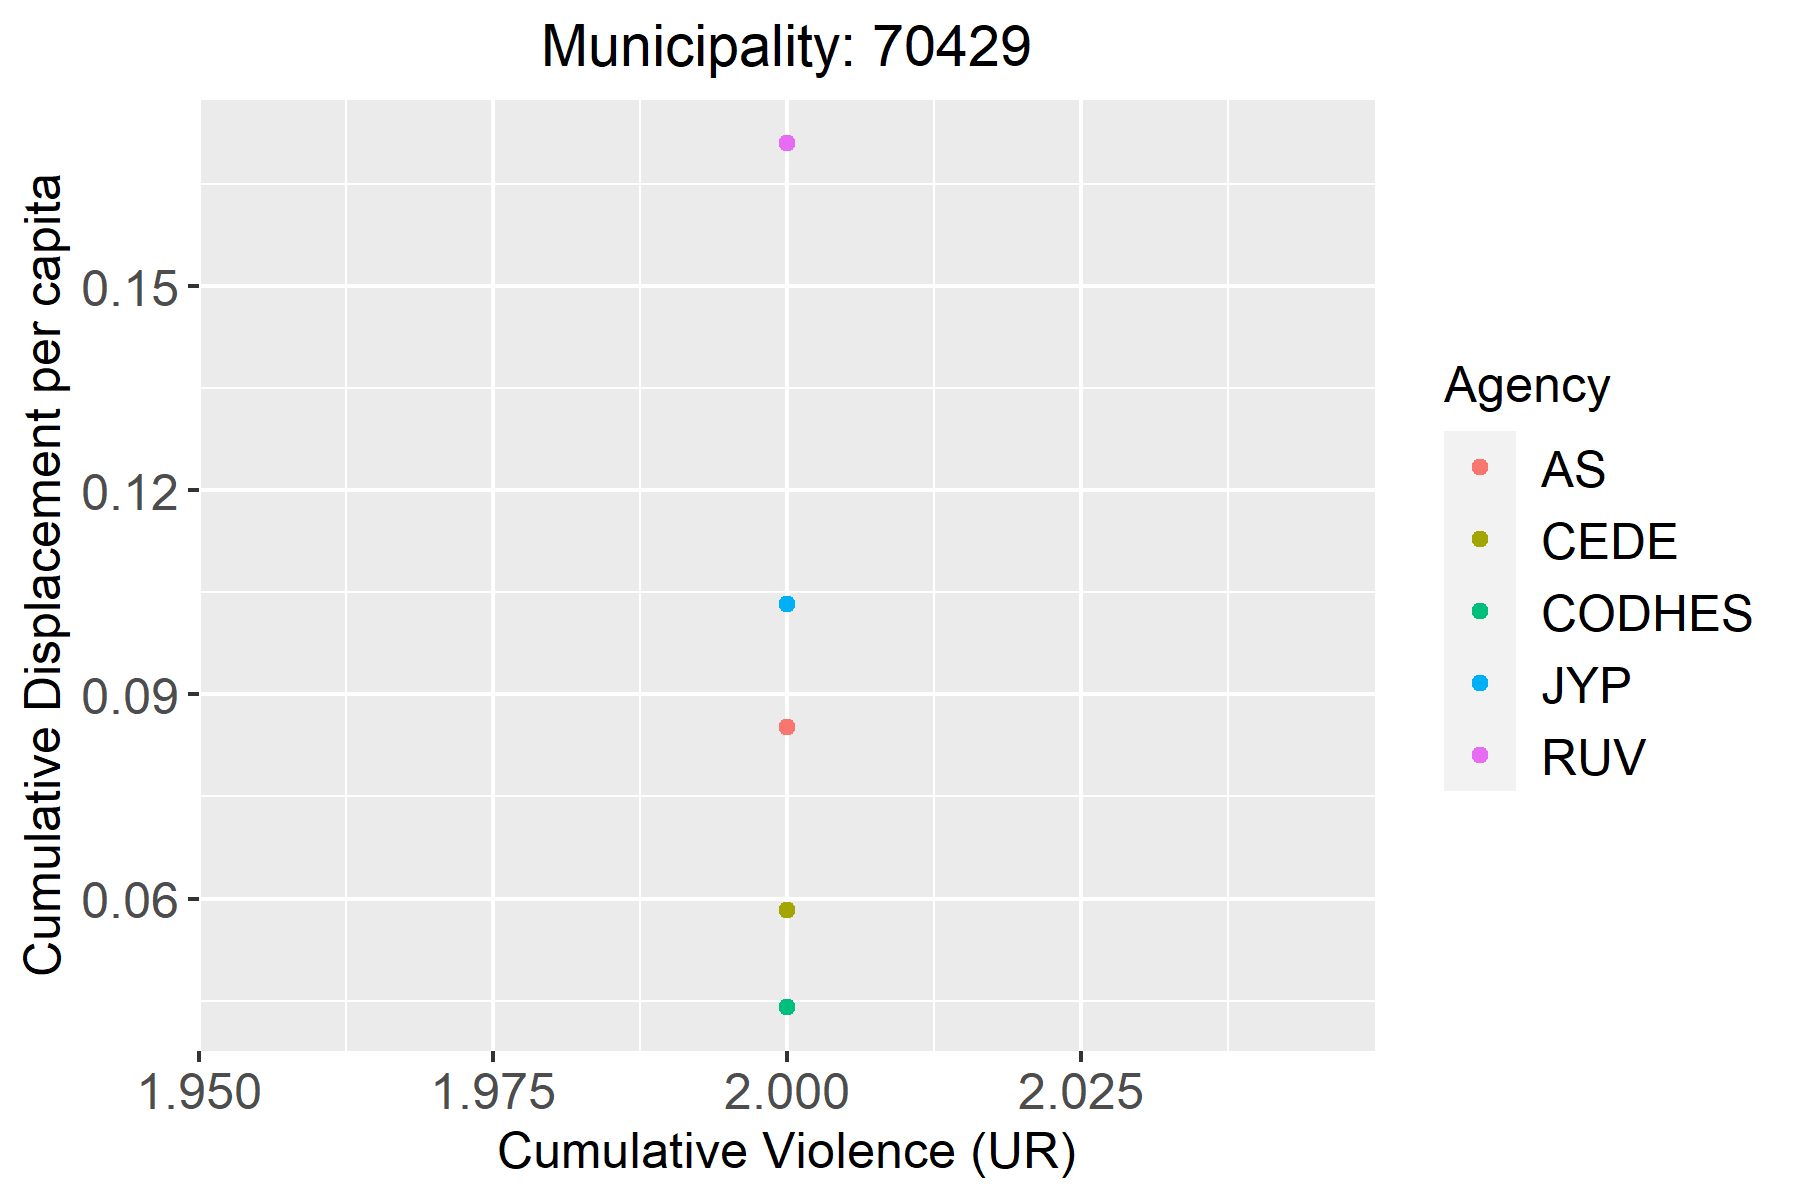 Municipality: 70429
Cumulative Displacement per capita
0.15
0.12
0.09
0.06
1.950 1.975 2.000 2.025
Cumulative Violence (UR)
Agency
AS
CEDE
CODHES
JYP
RUV